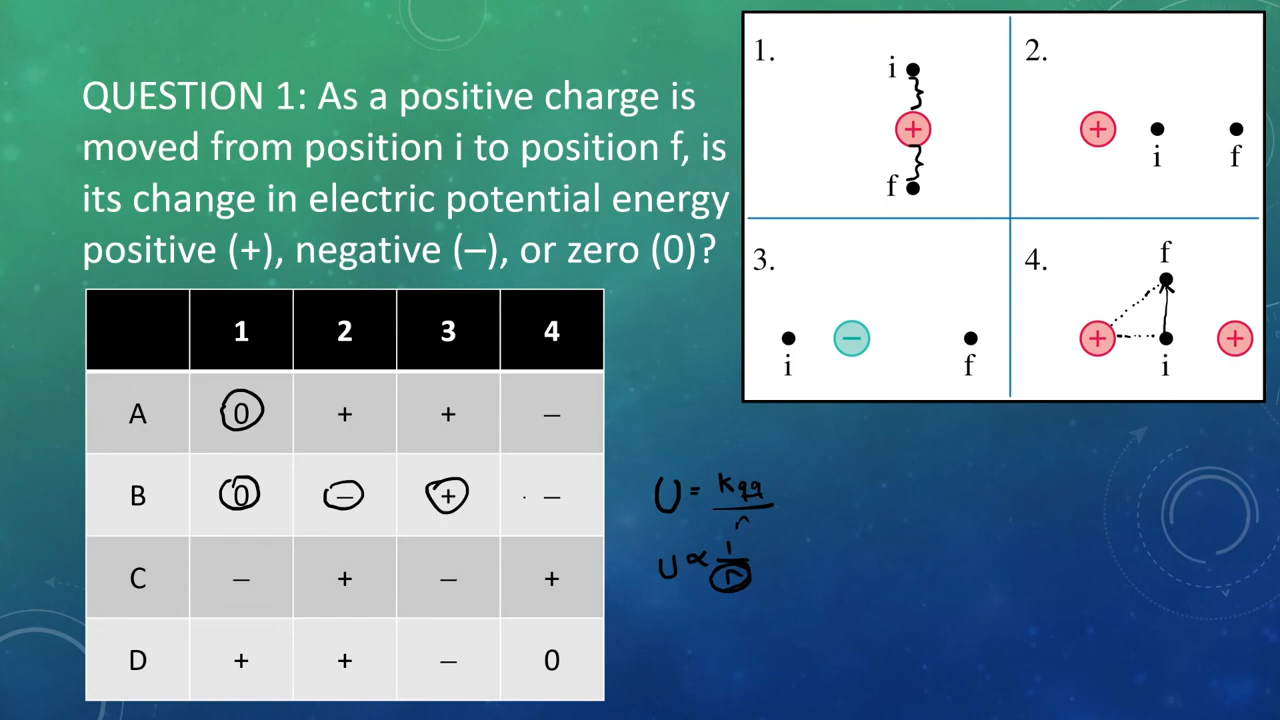 QUESTION 1: As a positive charge is
moved from position i to position f, is
its change in electric potential energy
positive (+), negative (–), or zero (0)?
1 2 3 4
A 0 + + –
B 0 – + –
C – + – +
D + + – 0
1.
i
+
f
2.
+
i f
3.
–
i f
4.
f
+ +
i
U = kqq
r
U ∝ 1
r